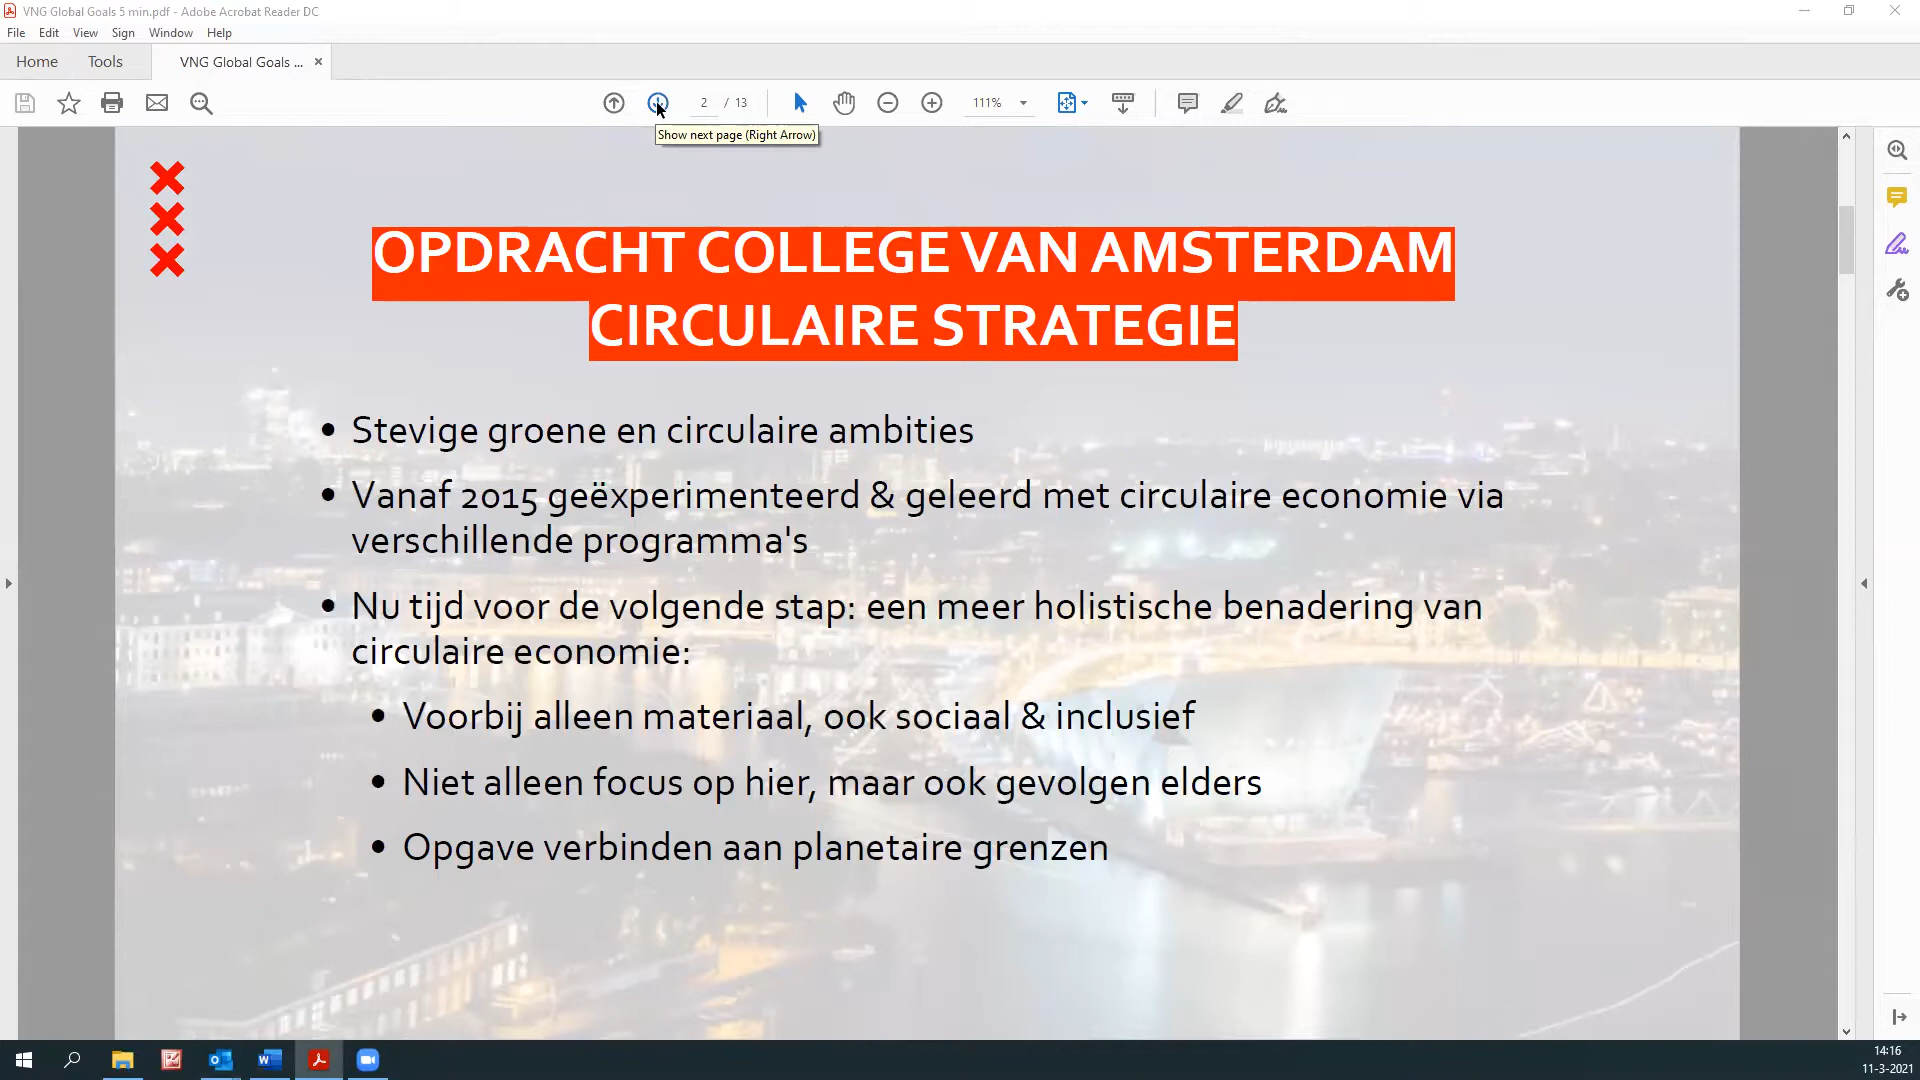 VNG Global Goals 5 min.pdf - Adobe Acrobat Reader DC
File Edit View Sign Window Help
Home Tools VNG Global Goals ... ×
2 / 13 111%
Show next page (Right Arrow)
OPDRACHT COLLEGE VAN AMSTERDAM
CIRCULAIRE STRATEGIE
• Stevige groene en circulaire ambities
• Vanaf 2015 geëxperimenteerd & geleerd met circulaire economie via
verschillende programma's
• Nu tijd voor de volgende stap: een meer holistische benadering van
circulaire economie:
• Voorbij alleen materiaal, ook sociaal & inclusief
• Niet alleen focus op hier, maar ook gevolgen elders
• Opgave verbinden aan planetaire grenzen
14:16
11-3-2021